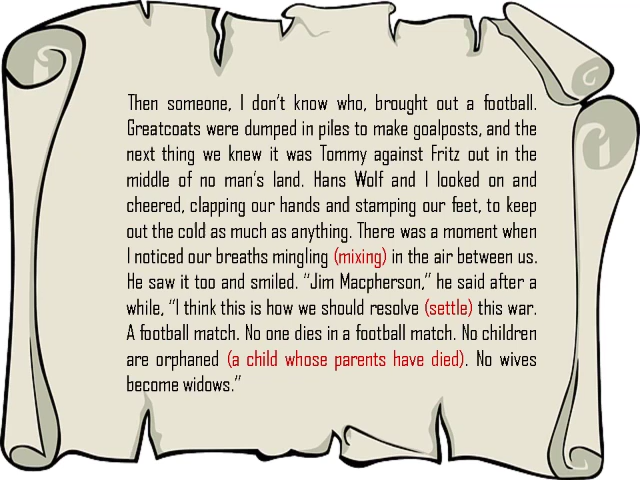 Then someone, I don't know who, brought out a football.
Greatcoats were dumped in piles to make goalposts, and the
next thing we knew it was Tommy against Fritz out in the
middle of no man's land. Hans Wolf and I looked on and
cheered, clapping our hands and stamping our feet, to keep
out the cold as much as anything. There was a moment when
I noticed our breaths mingling (mixing) in the air between us.
He saw it too and smiled. "Jim Macpherson," he said after a
while, "I think this is how we should resolve (settle) this war.
A football match. No one dies in a football match. No children
are orphaned (a child whose parents have died). No wives
become widows."